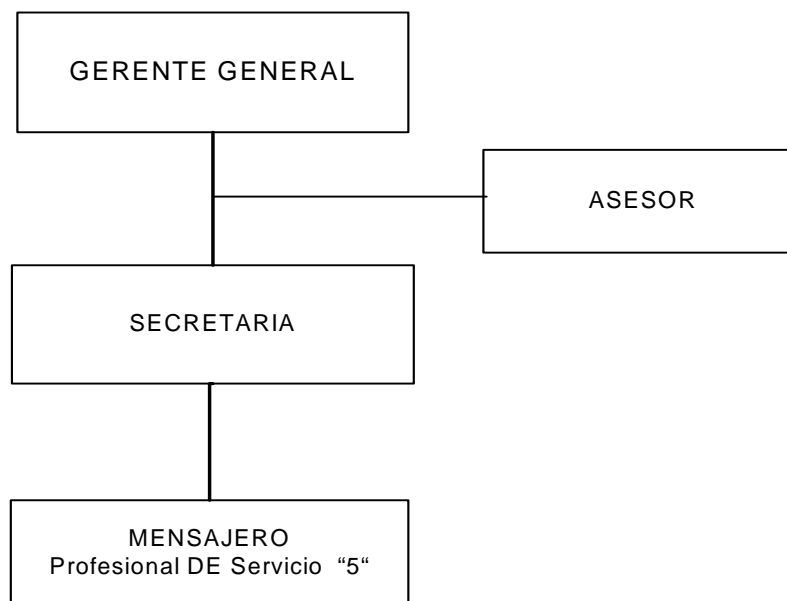 GERENTE GENERAL
ASESOR
SECRETARIA
MENSAJERO
Profesional DE Servicio “5“